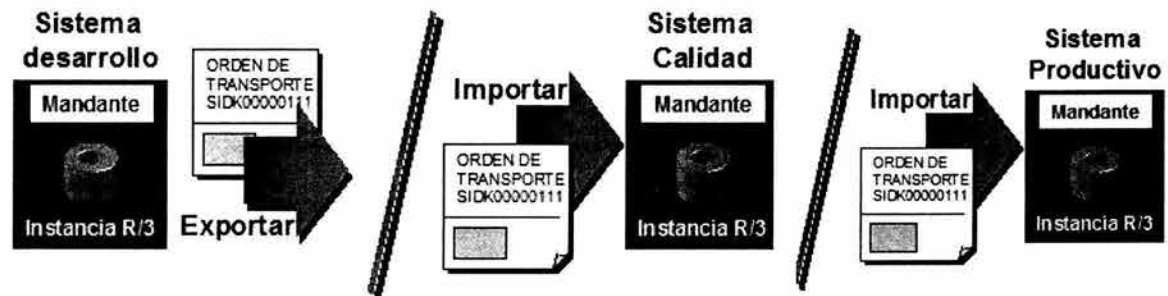 Sistema
desarrollo
Mandante
Instancia R/3
ORDEN DE
TRANSPORTE
SIDK00000111
Exportar
Importar
ORDEN DE
TRANSPORTE
SIDK00000111
Sistema
Calidad
Mandante
Instancia R/3
Importar
ORDEN DE
TRANSPORTE
SIDK00000111
Sistema
Productivo
Mandante
Instancia R/3